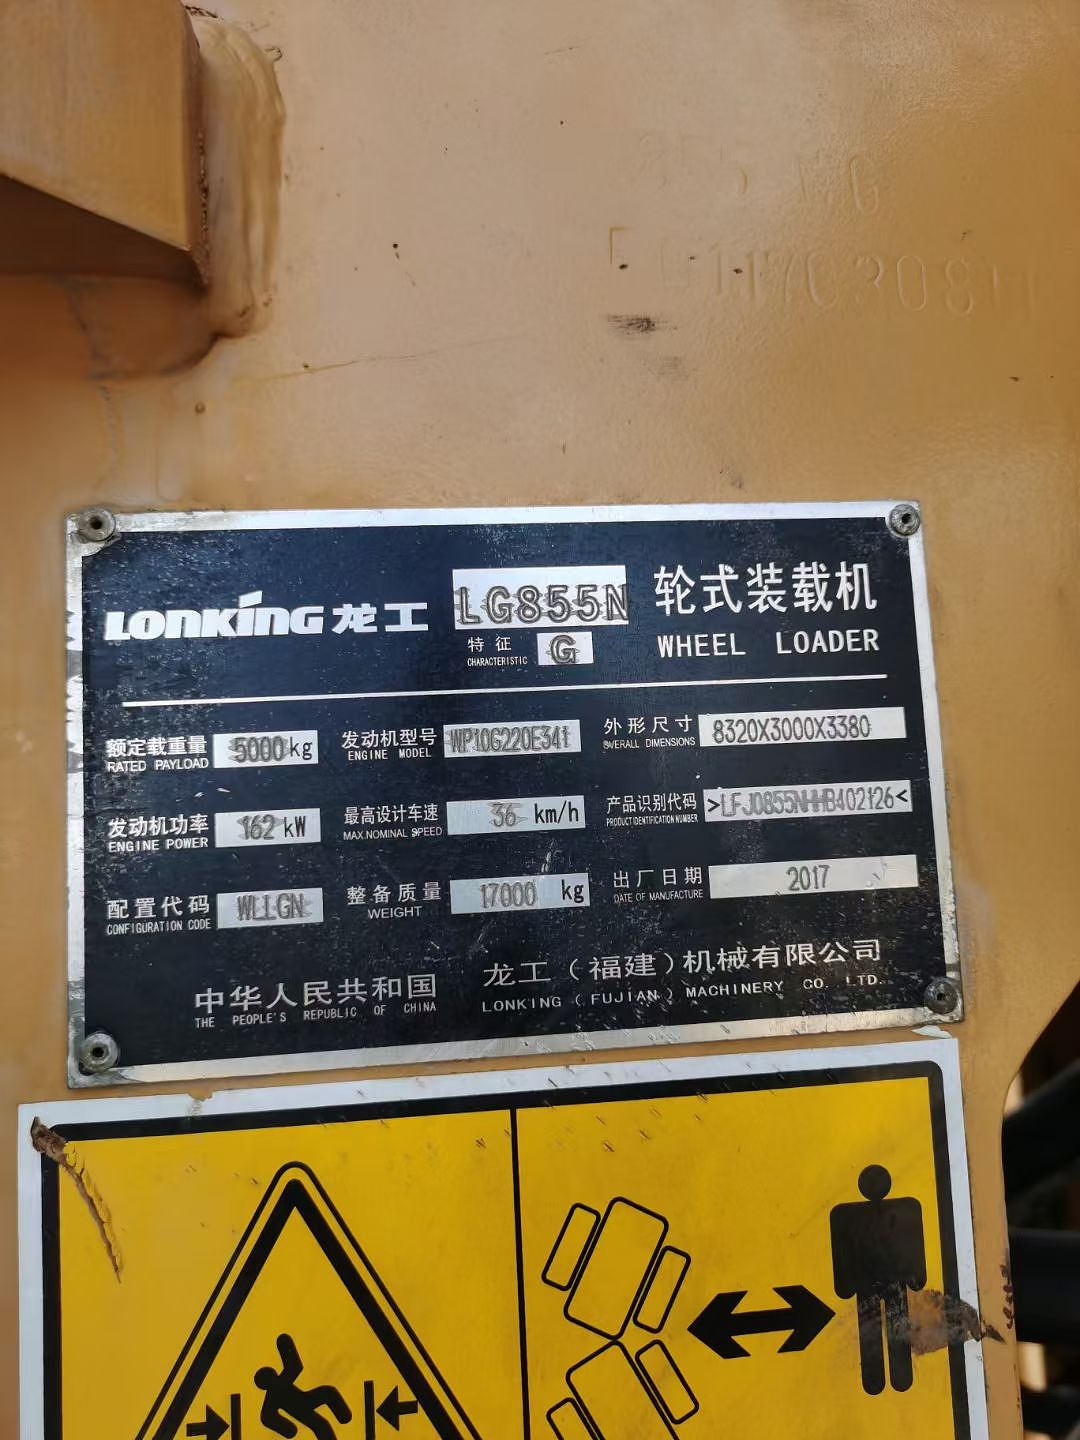 LONKING 龙工 LG855N 轮式装载机
特征 G WHEEL LOADER
CHARACTERISTIC
额定载重量 5000kg 发动机型号 WP10G220E341 外形尺寸 8320X3000X3380
RATED PAYLOAD ENGINE MODEL OVERALL DIMENSIONS
发动机功率 162 kW 最高设计车速 36 km/h 产品识别代码
ENGINE POWER MAX.NOMINAL SPEED PRODUCT IDENTIFICATION NUMBER
配置代码 WLLGN 整备质量 17000 kg 出厂日期 2017
CONFIGURATION CODE WEIGHT DATE OF MANUFACTURE
中华人民共和国 龙工(福建)机械有限公司
THE PEOPLE'S REPUBLIC OF CHINA LONKING (FUJIAN) MACHINERY CO. LTD.